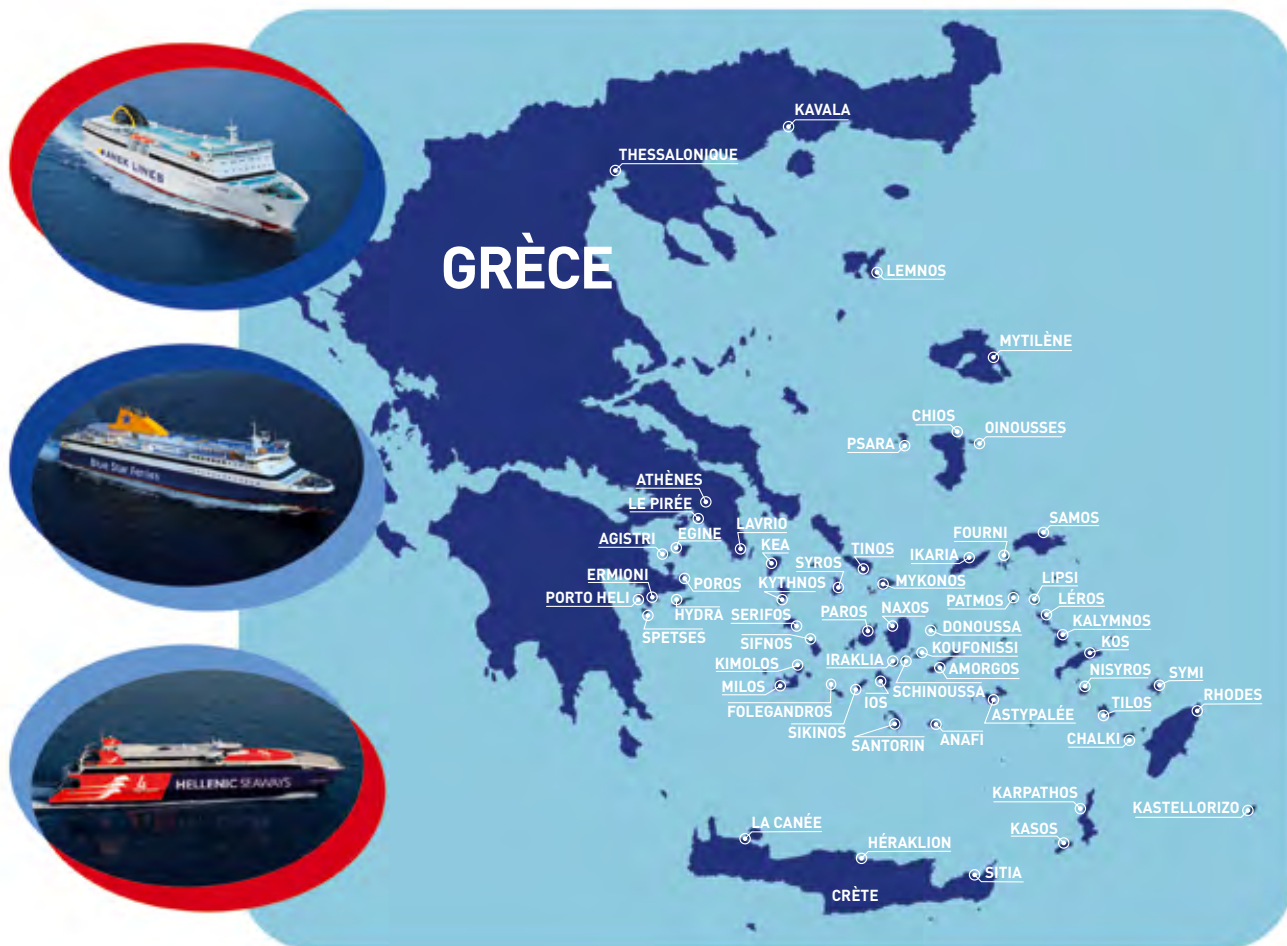 KAVALA
THESSALONIQUE
ANEK LINES
GRÈCE
LEMNOS
MYTILÈNE
CHIOS
OINOUSSES
PSARA
Blue Star Ferries
ATHÈNES
LE PIRÉE
LAVRIO
SAMOS
FOURNI
AGISTRI
EGINE
KEA
TINOS
IKARIA
SYROS
ERMIONI
POROS
KYTHNOS
MYKONOS
LIPSI
PORTO HELI
HYDRA
SERIFOS
PAROS
NAXOS
PATMOS
LÉROS
SPETSES
SIFNOS
DONOUSSA
KALYMNOS
KOUFONISSI
KOS
KIMOLOS
IRAKLIA
AMORGOS
NISYROS
SYMI
MILOS
IOS
SCHINOUSSA
RHODES
FOLEGANDROS
ASTYPALÉE
TILOS
SIKINOS
SANTORIN
ANAFI
CHALKI
HELLENIC SEAWAYS
KARPATHOS
KASTELLORIZO
LA CANÉE
HÉRAKLION
KASOS
SITIA
CRÈTE